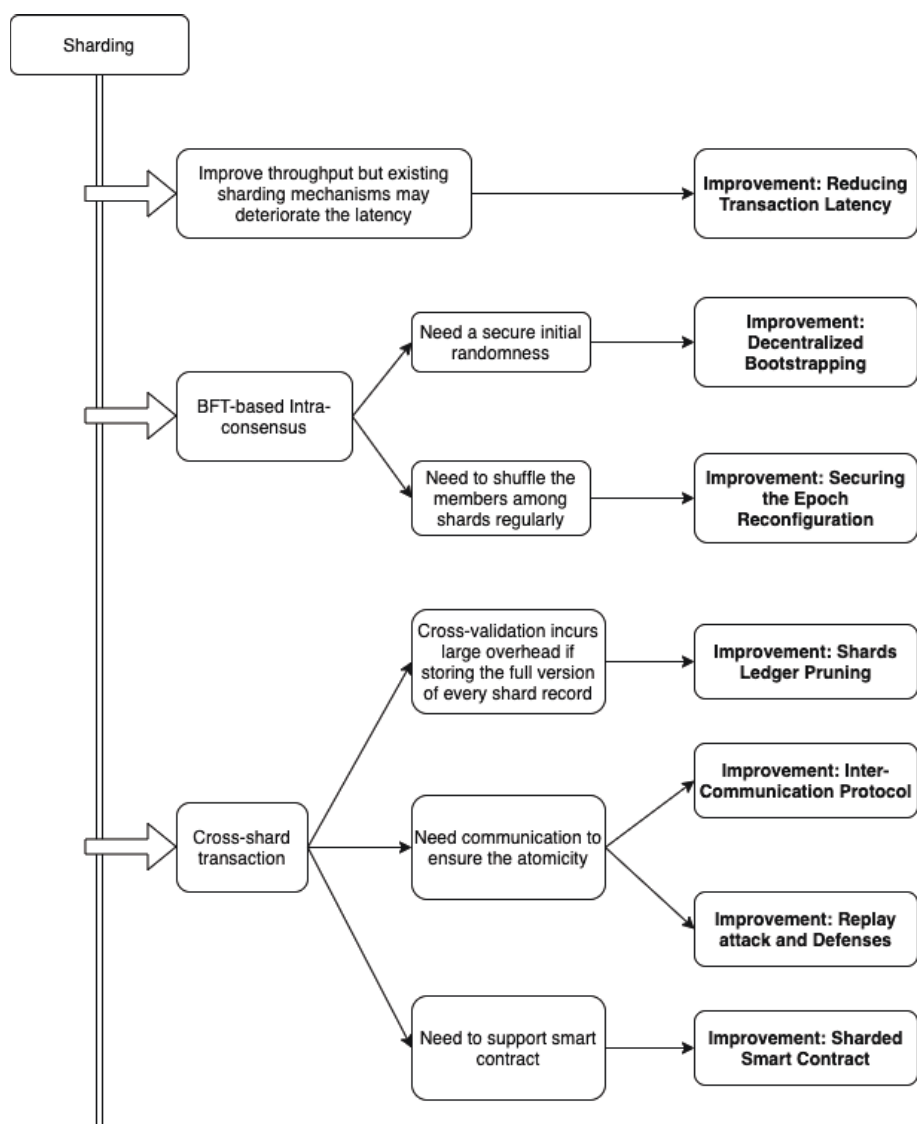 Sharding
Improve throughput but existing
sharding mechanisms may
deteriorate the latency
Improvement: Reducing
Transaction Latency
BFT-based Intra-
consensus
Need a secure initial
randomness
Improvement:
Decentralized
Bootstrapping
Need to shuffle the
members among
shards regularly
Improvement: Securing
the Epoch
Reconfiguration
Cross-shard
transaction
Cross-validation incurs
large overhead if
storing the full version
of every shard record
Improvement: Shards
Ledger Pruning
Need communication to
ensure the atomicity
Improvement: Inter-
Communication Protocol
Improvement: Replay
attack and Defenses
Need to support smart
contract
Improvement: Sharded
Smart Contract